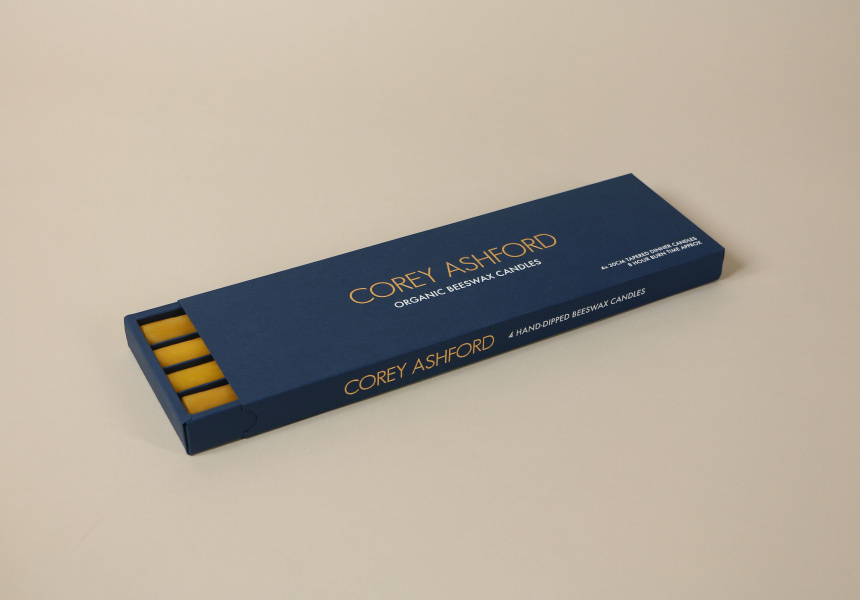 COREY ASHFORD
ORGANIC BEESWAX CANDLES
4x 30CM TAPERED DINNER CANDLES
8 HOUR BURN TIME APPROX
COREY ASHFORD
4 HAND-DIPPED BEESWAX CANDLES